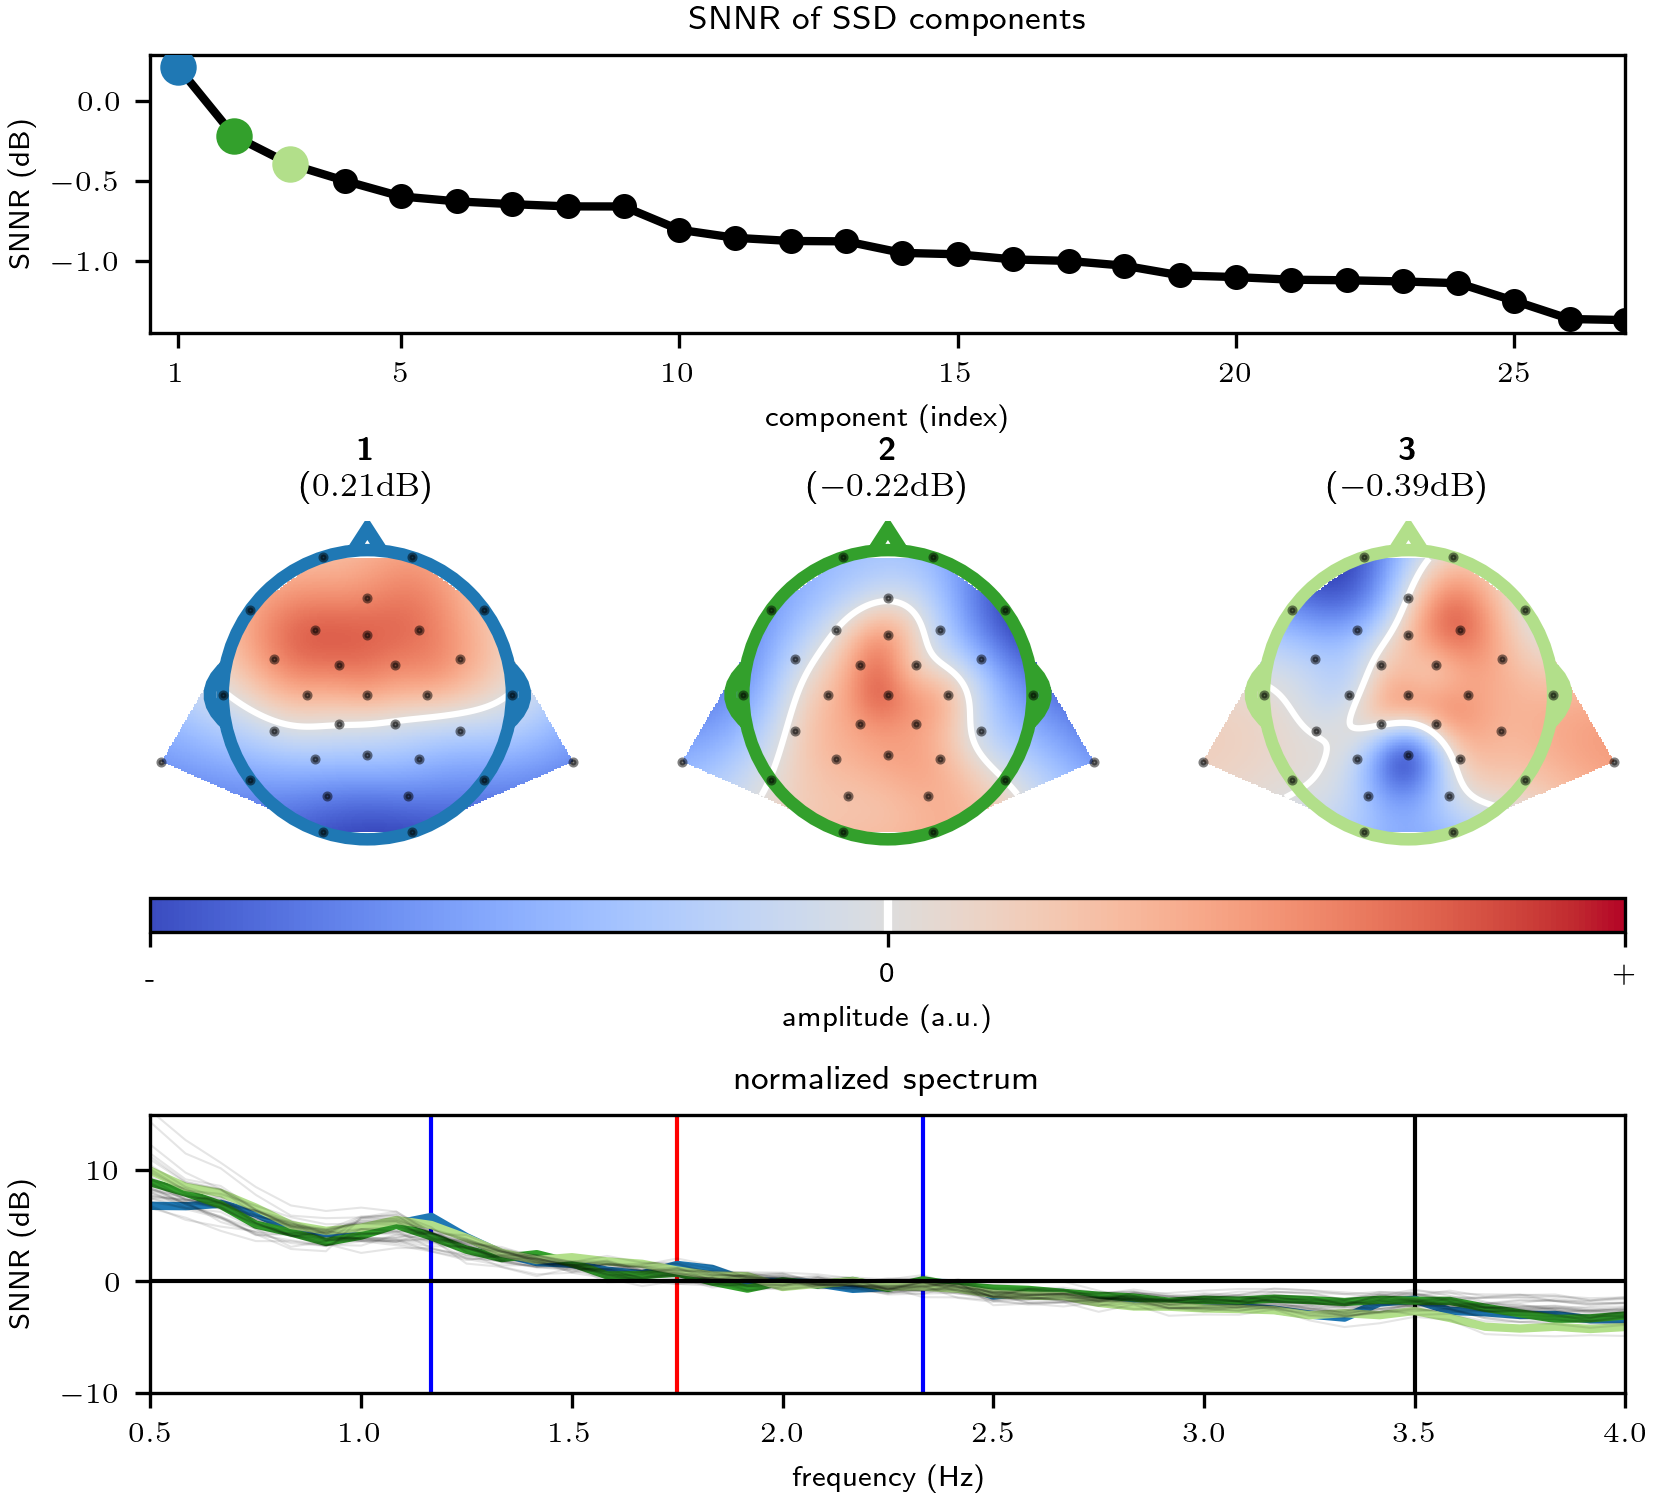 SNNR of SSD components
SNNR (dB)
0.0
−0.5
−1.0
1 5 10 15 20 25
component (index)
1 2 3
(0.21dB) (−0.22dB) (−0.39dB)
- 0 +
amplitude (a.u.)
normalized spectrum
SNNR (dB)
10
0
−10
0.5 1.0 1.5 2.0 2.5 3.0 3.5 4.0
frequency (Hz)